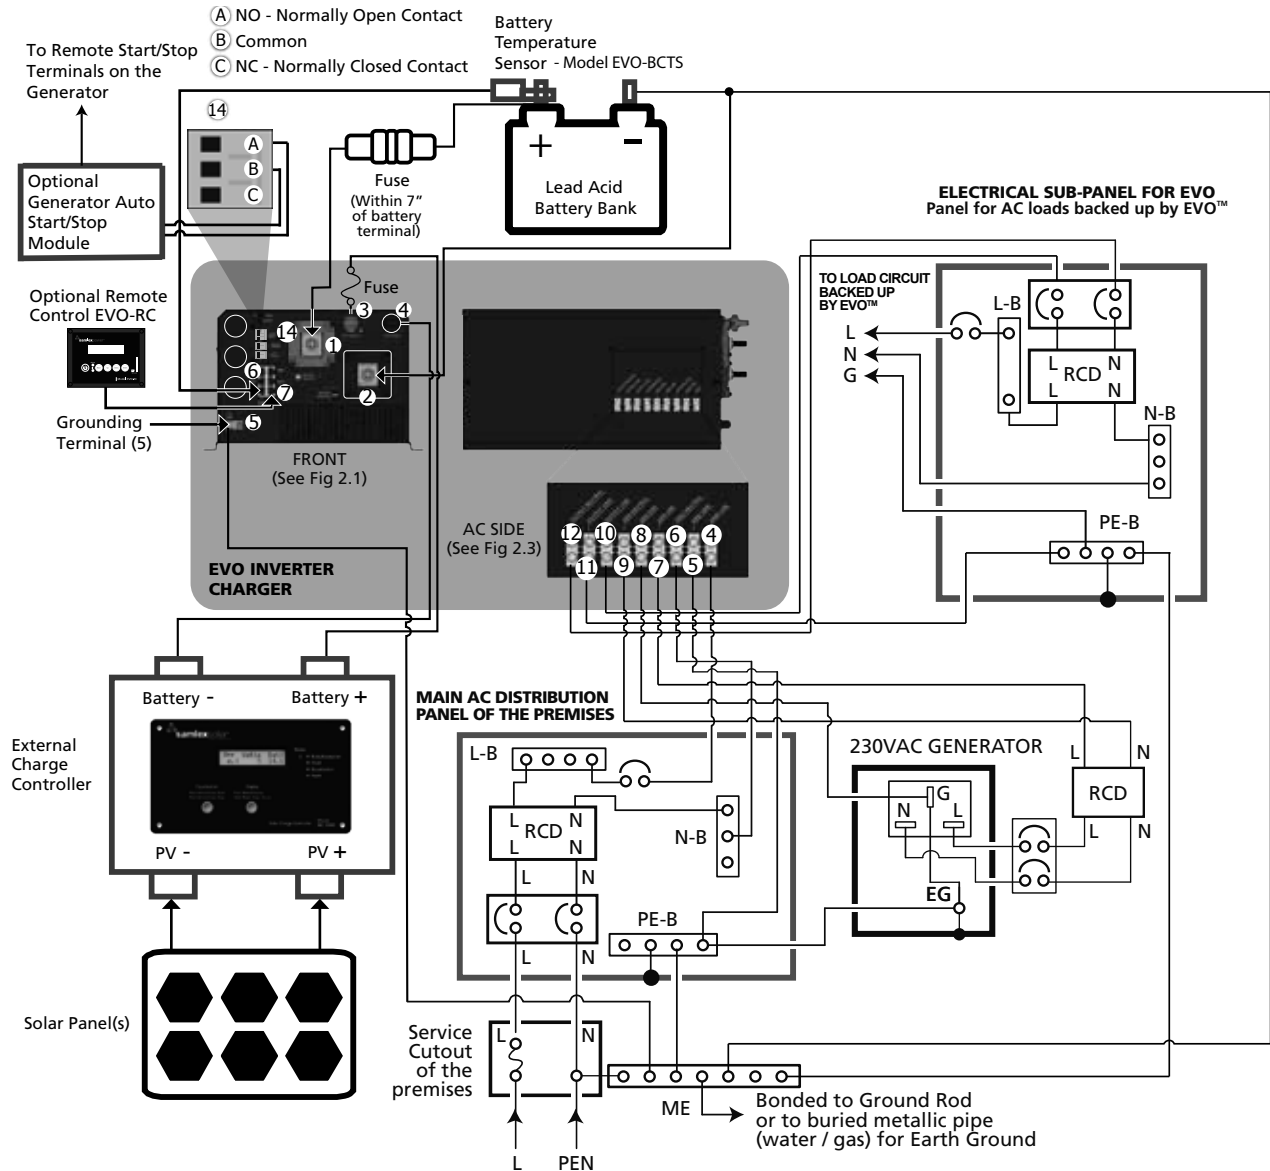 A NO - Normally Open Contact
B Common
C NC - Normally Closed Contact
To Remote Start/Stop
Terminals on the
Generator
Battery
Temperature
Sensor - Model EVO-BCTS
14
A
B
C
Optional
Generator Auto
Start/Stop
Module
Fuse
(Within 7"
of battery
terminal)
+ -
Lead Acid
Battery Bank
ELECTRICAL SUB-PANEL FOR EVO
Panel for AC loads backed up by EVO™
Optional Remote
Control EVO-RC
Fuse
3
4
14
1
6
7
2
5
Grounding
Terminal (5)
FRONT
(See Fig 2.1)
TO LOAD CIRCUIT
BACKED UP
BY EVO™
L-B
L
N
G
L N
RCD
L N
N-B
PE-B
AC SIDE
(See Fig 2.3)
12 10 8 6 4
11 9 7 5
EVO INVERTER
CHARGER
Battery - Battery +
samlexsolar
PV - PV +
External
Charge
Controller
Solar Panel(s)
MAIN AC DISTRIBUTION
PANEL OF THE PREMISES
L-B
L N
RCD
L N
L N
N-B
PE-B
L N
230VAC GENERATOR
G
N L
EG
L N
RCD
L N
Service
Cutout
of the
premises
L N
ME
Bonded to Ground Rod
or to buried metallic pipe
(water / gas) for Earth Ground
L PEN